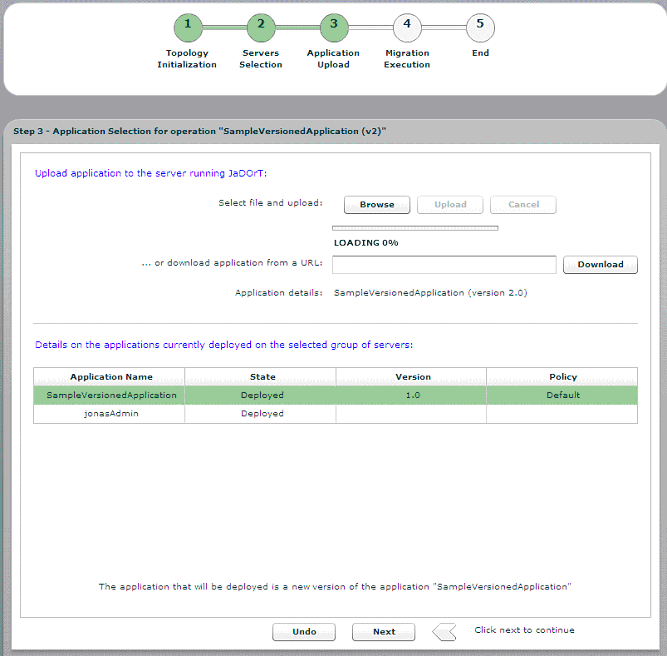 1 2 3 4 5
Topology Initialization
Servers Selection
Application Upload
Migration Execution
End
Step 3 - Application Selection for operation "SampleVersionedApplication (v2)"
Upload application to the server running JaDOrT:
Select file and upload: Browse Upload Cancel
LOADING 0%
... or download application from a URL: Download
Application details: SampleVersionedApplication (version 2.0)
Details on the applications currently deployed on the selected group of servers:
Application Name State Version Policy
SampleVersionedApplication Deployed 1.0 Default
jonasAdmin Deployed
The application that will be deployed is a new version of the application "SampleVersionedApplication"
Undo Next Click next to continue